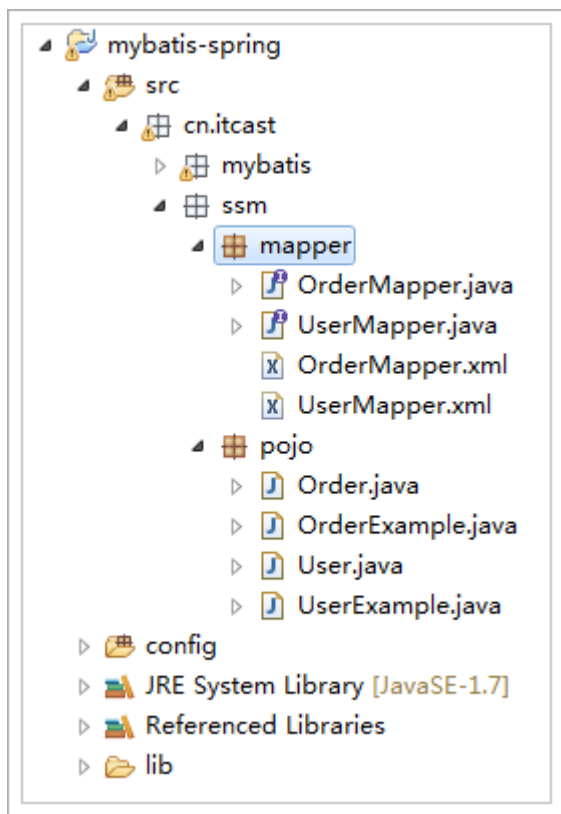 mybatis-spring
src
cn.itcast
mybatis
ssm
mapper
OrderMapper.java
UserMapper.java
OrderMapper.xml
UserMapper.xml
pojo
Order.java
OrderExample.java
User.java
UserExample.java
config
JRE System Library [JavaSE-1.7]
Referenced Libraries
lib